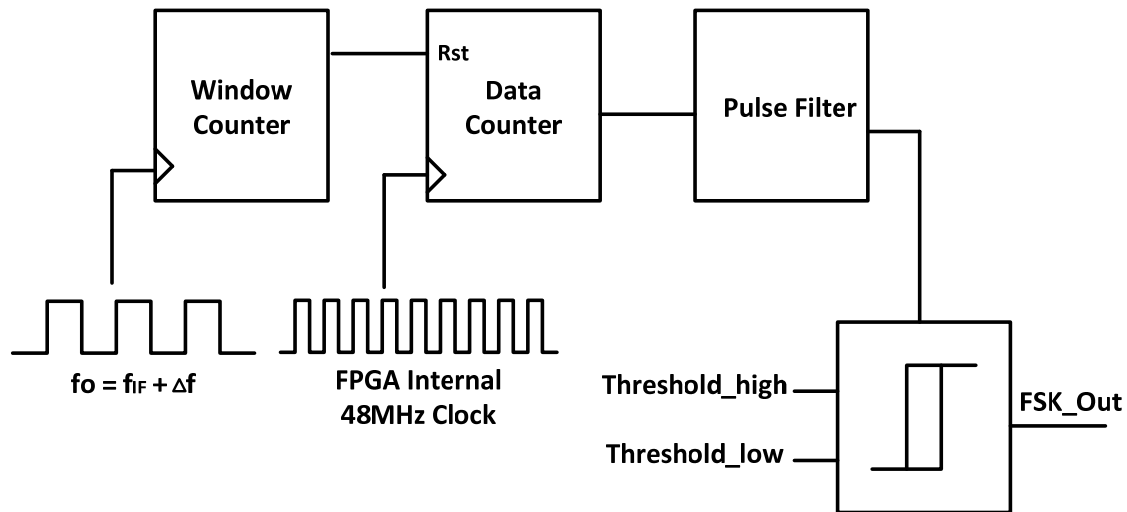 Window
Counter
Rst
Data
Counter
Pulse Filter
fo = fIF + Δf
FPGA Internal
48MHz Clock
Threshold_high
Threshold_low
FSK_Out